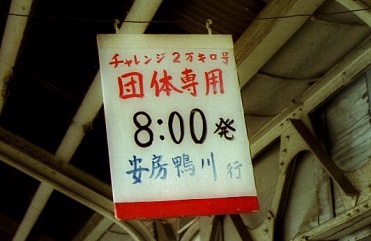 チャレンジ2万キロ号
団体専用
8:00発
安房鴨川 行